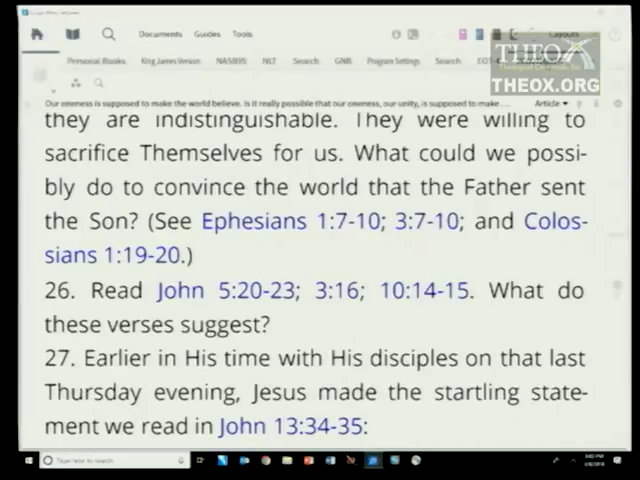 Documents Guides Tools
Layouts
THEOX
THEOX.ORG
Personal Books King James Version NASB95 NLT Search GNB Program Settings Search
Our oneness is supposed to make the world believe. Is it really possible that our oneness, our unity, is supposed to make ... Article
they are indistinguishable. They were willing to
sacrifice Themselves for us. What could we possi-
bly do to convince the world that the Father sent
the Son? (See Ephesians 1:7-10; 3:7-10; and Colos-
sians 1:19-20.)
26. Read John 5:20-23; 3:16; 10:14-15. What do
these verses suggest?
27. Earlier in His time with His disciples on that last
Thursday evening, Jesus made the startling state-
ment we read in John 13:34-35:
Type here to search